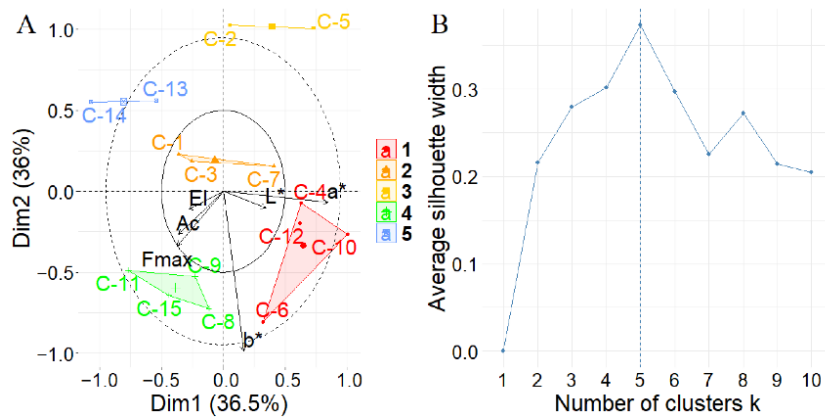 A
B
C-2
C-5
C-13
C-14
C-1
C-3
C-7
El
L*
a*
C-4
Ac
C-12
C-10
Fmax
C-9
C-11
C-15
C-8
C-6
b*
1.0
0.5
0.0
−0.5
−1.0
Dim2 (36%)
−1.0
−0.5
0.0
0.5
1.0
Dim1 (36.5%)
a 1
a 2
a 3
a 4
a 5
Average silhouette width
0.3
0.2
0.3
0.0
1 2 3 4 5 6 7 8 9 10
Number of clusters k